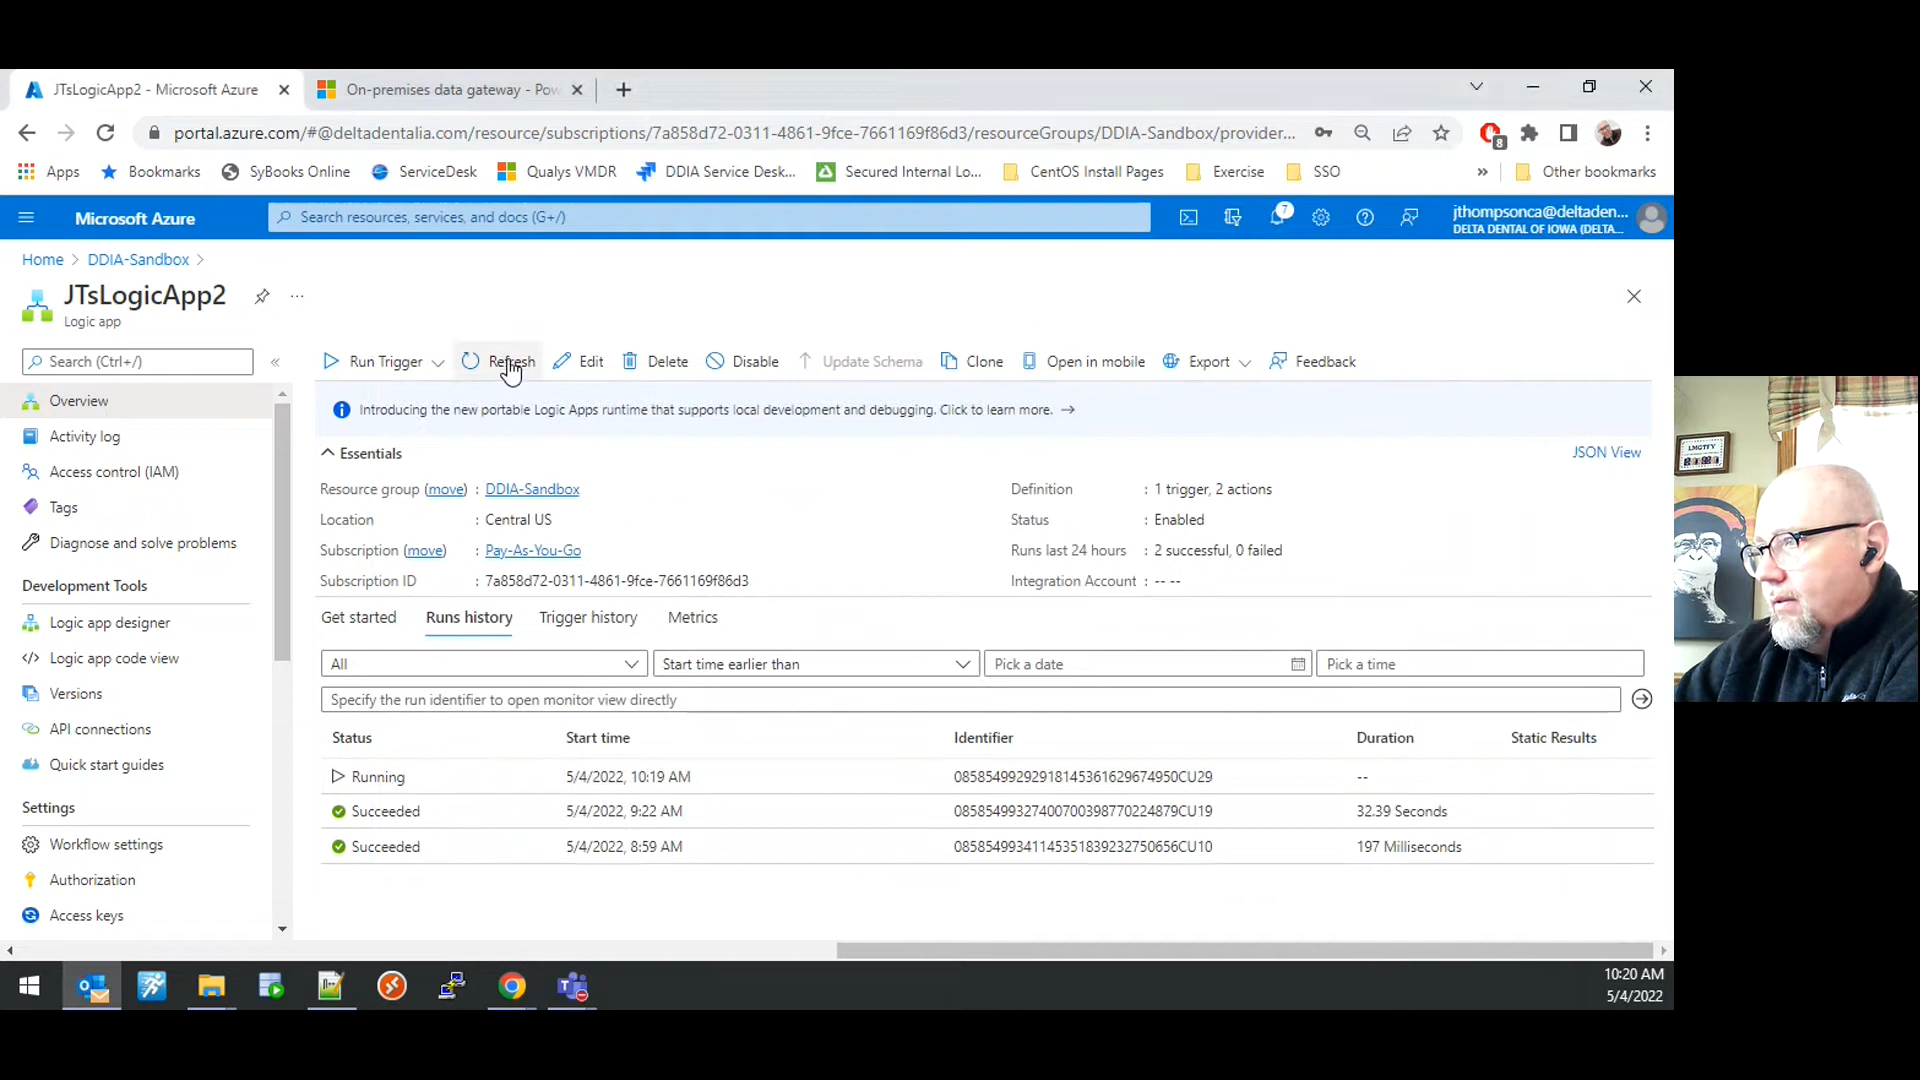 JTsLogicApp2 - Microsoft Azure
On-premises data gateway - Pow
portal.azure.com/#@deltadentalia.com/resource/subscriptions/7a858d72-0311-4861-9fce-7661169f86d3/resourceGroups/DDIA-Sandbox/provider...
8
Apps
Bookmarks
SyBooks Online
ServiceDesk
Qualys VMDR
DDIA Service Desk...
Secured Internal Lo...
CentOS Install Pages
Exercise
SSO
»
Other bookmarks
Microsoft Azure
Search resources, services, and docs (G+/)
7
jthompsonca@deltaden...
DELTA DENTAL OF IOWA (DELTA...
Home > DDIA-Sandbox >
JTsLogicApp2
Logic app
Search (Ctrl+/)
«
Run Trigger
Refresh
Edit
Delete
Disable
Update Schema
Clone
Open in mobile
Export
Feedback
Overview
Activity log
Access control (IAM)
Tags
Diagnose and solve problems
Development Tools
Logic app designer
Logic app code view
Versions
API connections
Quick start guides
Settings
Workflow settings
Authorization
Access keys
Introducing the new portable Logic Apps runtime that supports local development and debugging. Click to learn more. →
Essentials
JSON View
Resource group (move) : DDIA-Sandbox
Location : Central US
Subscription (move) : Pay-As-You-Go
Subscription ID : 7a858d72-0311-4861-9fce-7661169f86d3
Definition : 1 trigger, 2 actions
Status : Enabled
Runs last 24 hours : 2 successful, 0 failed
Integration Account : -- --
Get started
Runs history
Trigger history
Metrics
All
Start time earlier than
Pick a date
Pick a time
Specify the run identifier to open monitor view directly
Status Start time Identifier Duration Static Results
Running 5/4/2022, 10:19 AM 08585499292918145361629674950CU29 --
Succeeded 5/4/2022, 9:22 AM 08585499327400700398770224879CU19 32.39 Seconds
Succeeded 5/4/2022, 8:59 AM 08585499341145351839232750656CU10 197 Milliseconds
10:20 AM
5/4/2022
LMGTFY